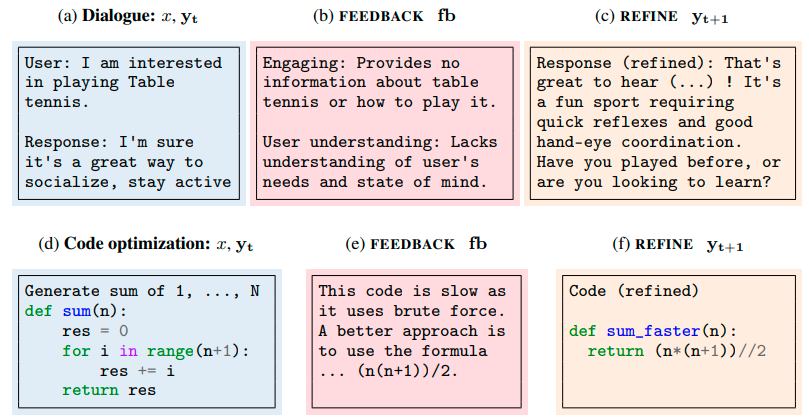 (a) Dialogue: x, yt
User: I am interested
in playing Table
tennis.
Response: I'm sure
it's a great way to
socialize, stay active
(b) FEEDBACK fb
Engaging: Provides no
information about table
tennis or how to play it.
User understanding: Lacks
understanding of user's
needs and state of mind.
(c) REFINE yt+1
Response (refined): That's
great to hear (...) ! It's
a fun sport requiring
quick reflexes and good
hand-eye coordination.
Have you played before, or
are you looking to learn?
(d) Code optimization: x, yt
Generate sum of 1, ..., N
def sum(n):
    res = 0
    for i in range(n+1):
        res += i
    return res
(e) FEEDBACK fb
This code is slow as
it uses brute force.
A better approach is
to use the formula
... (n(n+1))/2.
(f) REFINE yt+1
Code (refined)
def sum_faster(n):
  return (n*(n+1))//2